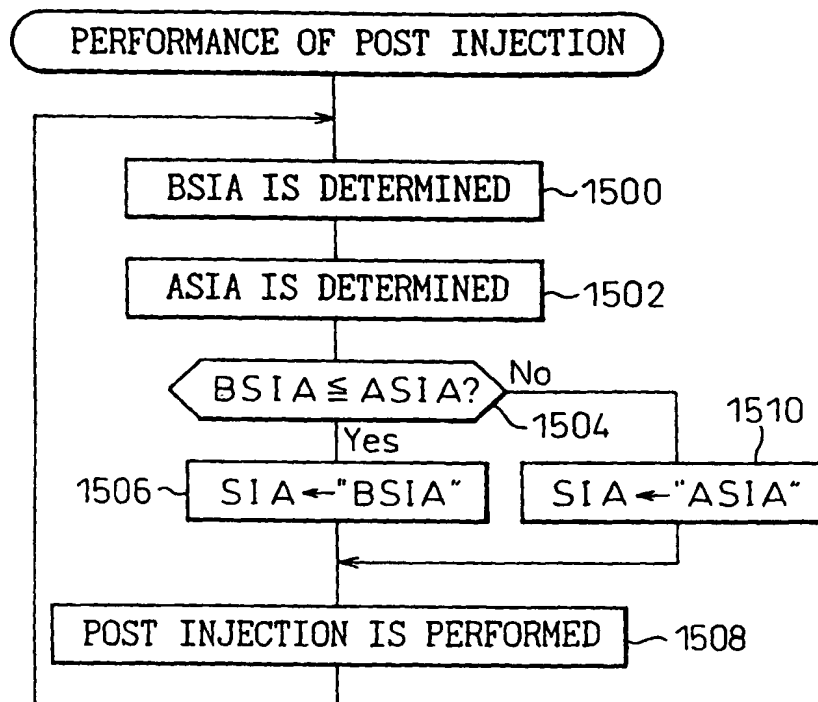 PERFORMANCE OF POST INJECTION
BSIA IS DETERMINED
1500
ASIA IS DETERMINED
1502
BSIA≦ASIA?
No
1504
Yes
1510
1506
SIA←"BSIA"
SIA←"ASIA"
POST INJECTION IS PERFORMED
1508